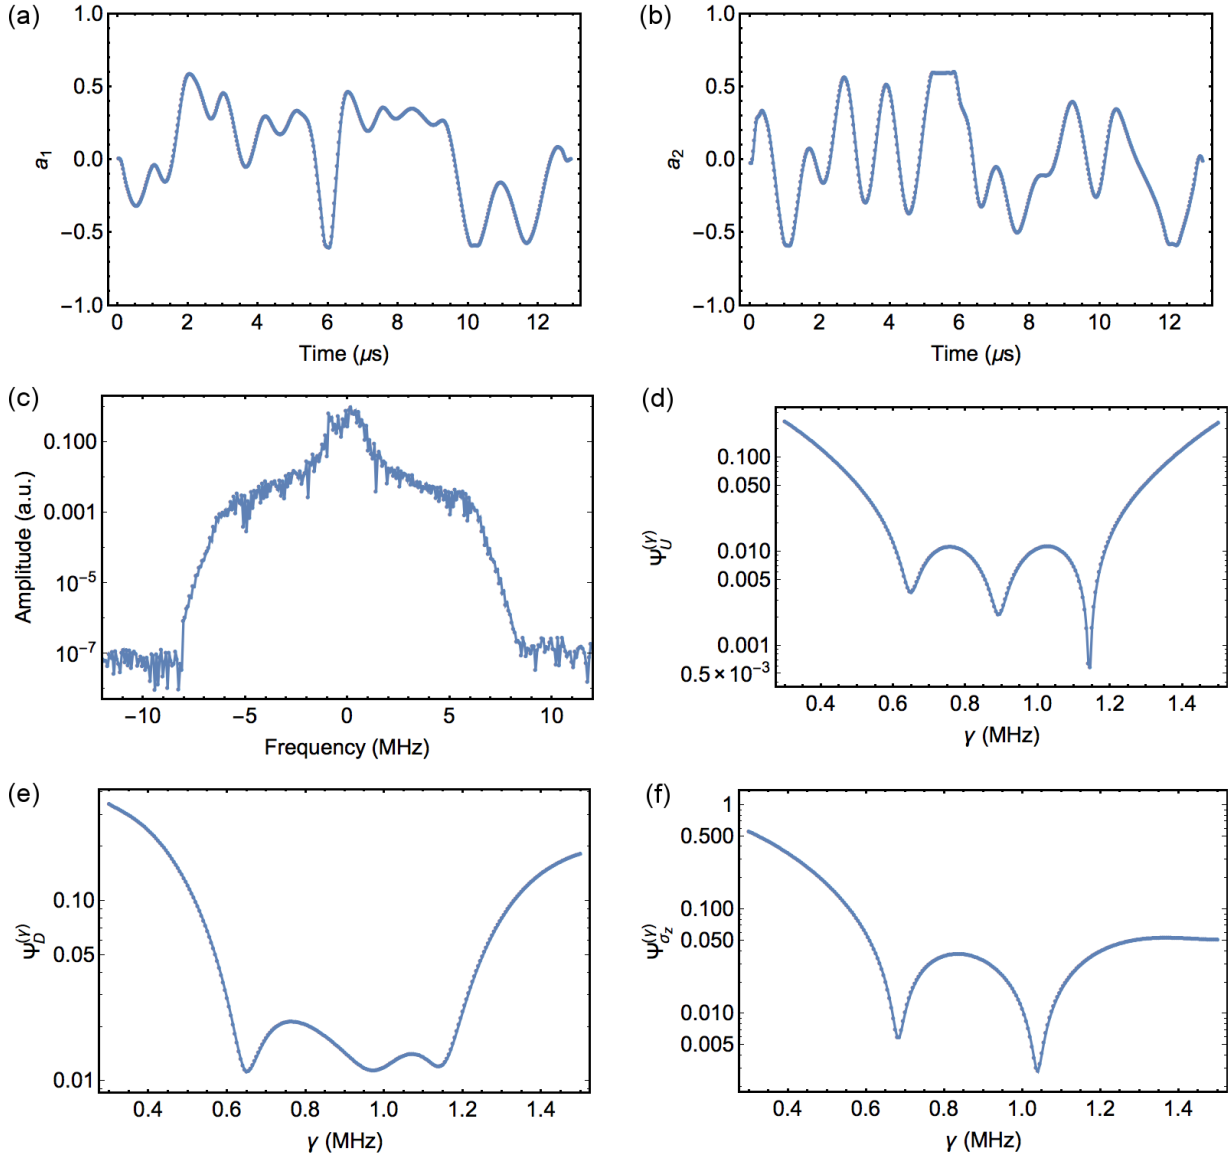 (a)
1.0
0.5
0.0
−0.5
−1.0
a1
0 2 4 6 8 10 12
Time (μs)
(b)
1.0
0.5
0.0
−0.5
−1.0
a2
0 2 4 6 8 10 12
Time (μs)
(c)
0.100
0.001
10−5
10−7
Amplitude (a.u.)
−10 −5 0 5 10
Frequency (MHz)
(d)
0.100
0.050
0.010
0.005
0.001
0.5×10−3
ΨU(γ)
0.4 0.6 0.8 1.0 1.2 1.4
γ (MHz)
(e)
0.10
0.05
0.01
ΨD(γ)
0.4 0.6 0.8 1.0 1.2 1.4
γ (MHz)
(f)
1
0.500
0.100
0.050
0.010
0.005
Ψσz(γ)
0.4 0.6 0.8 1.0 1.2 1.4
γ (MHz)